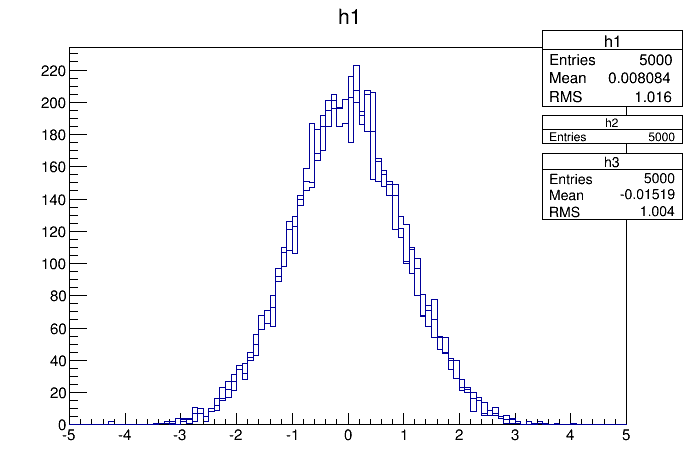 h1
h1
Entries 5000
Mean 0.008084
RMS 1.016
h2
Entries 5000
h3
Entries 5000
Mean -0.01519
RMS 1.004
220
200
180
160
140
120
100
80
60
40
20
0
-5 -4 -3 -2 -1 0 1 2 3 4 5